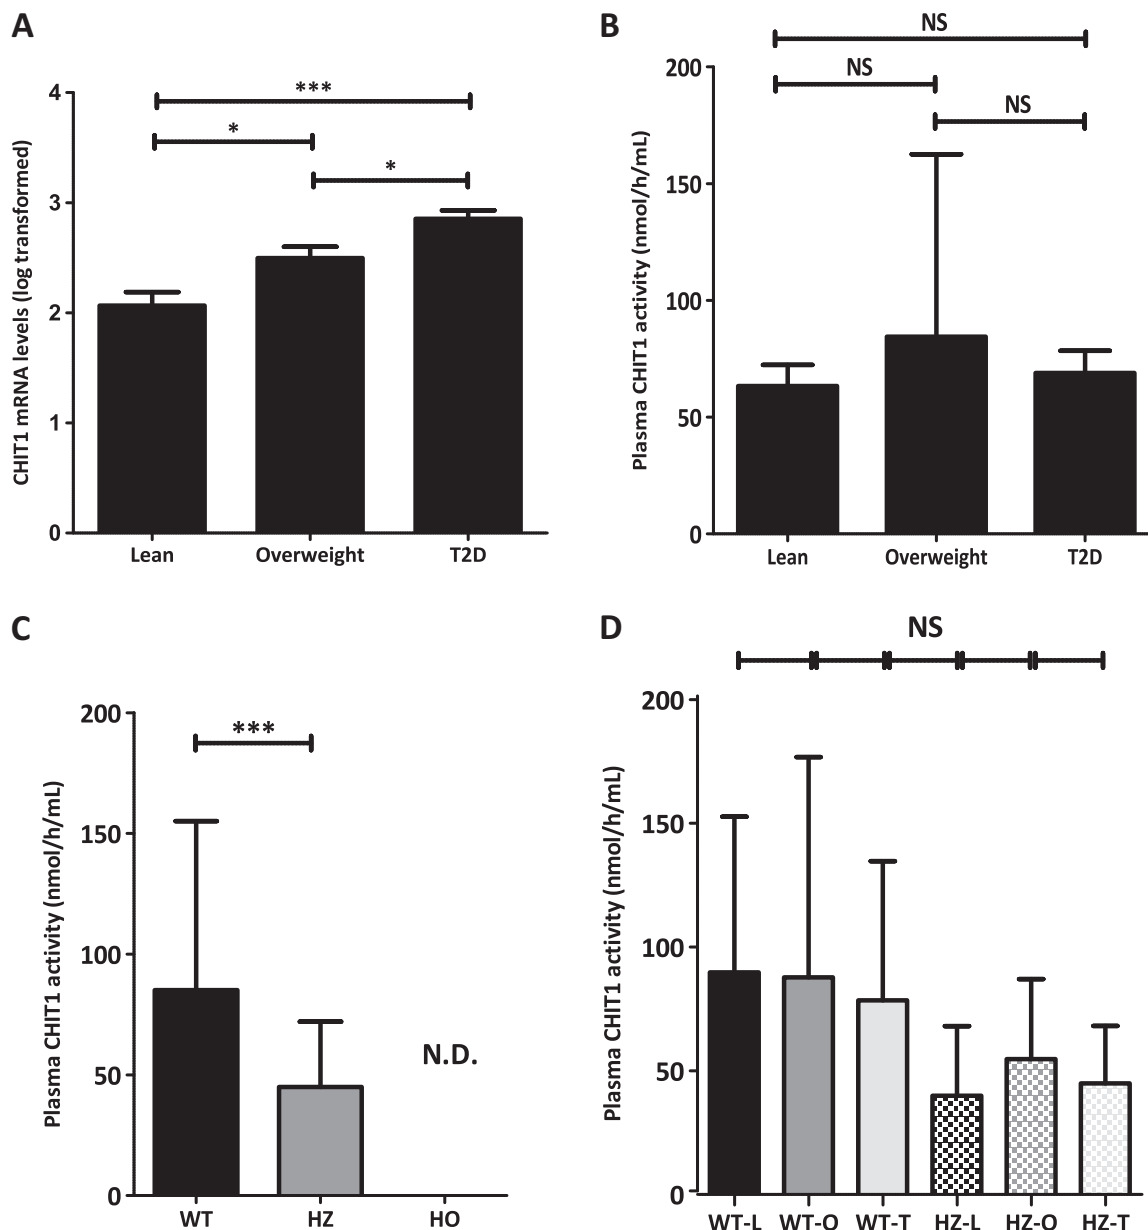 A
CHIT1 mRNA levels (log transformed)
4
3
2
1
0
***
*
*
Lean Overweight T2D
B
Plasma CHIT1 activity (nmol/h/mL)
200
150
100
50
0
NS
NS
NS
Lean Overweight T2D
C
Plasma CHIT1 activity (nmol/h/mL)
200
150
100
50
0
***
N.D.
WT HZ HO
D
NS
Plasma CHIT1 activity (nmol/h/mL)
200
150
100
50
0
WT-L WT-O WT-T HZ-L HZ-O HZ-T